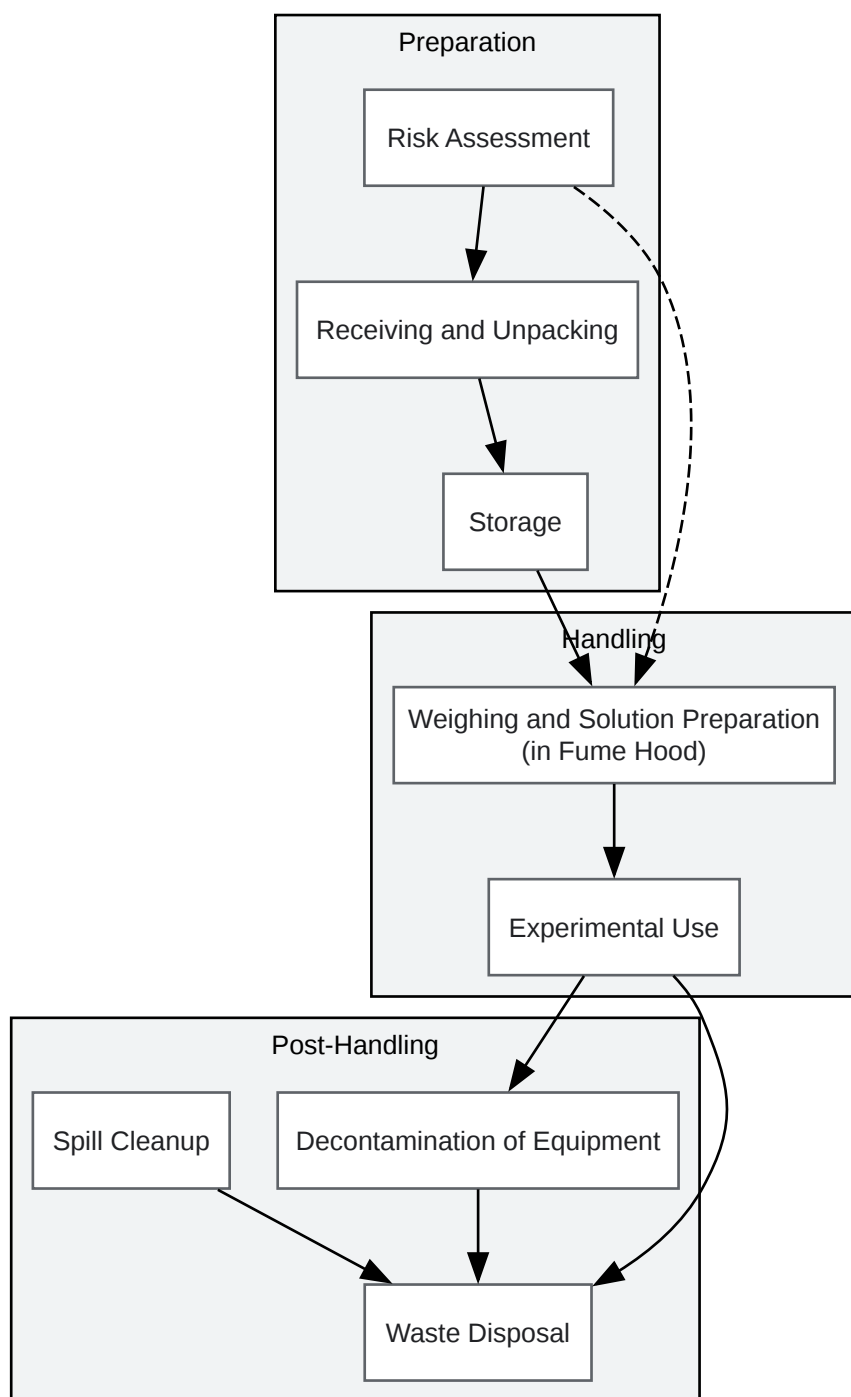 Preparation
Risk Assessment
Receiving and Unpacking
Storage
Handling
Weighing and Solution Preparation
(in Fume Hood)
Experimental Use
Post-Handling
Spill Cleanup
Decontamination of Equipment
Waste Disposal